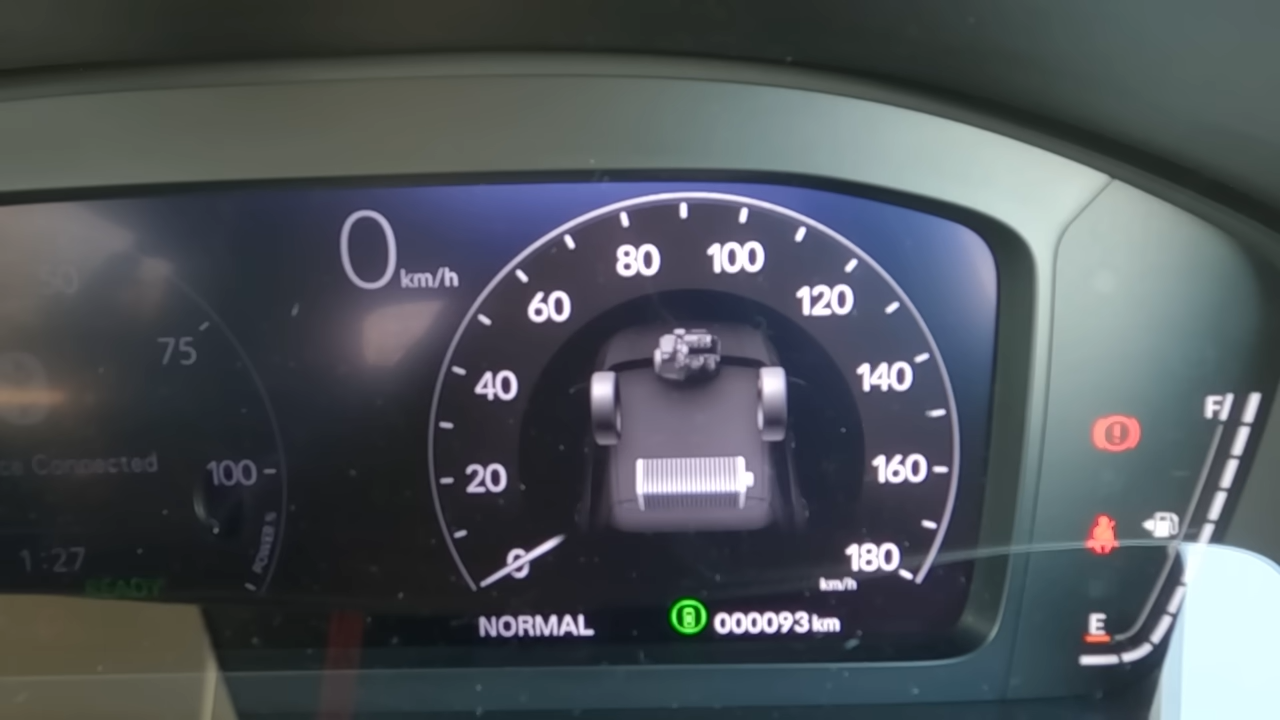 0 km/h
80
100
60
120
75
40
140
ce Connected
100
20
160
POWER %
1:27
READY
0
180
km/h
NORMAL
000093 km
F
E